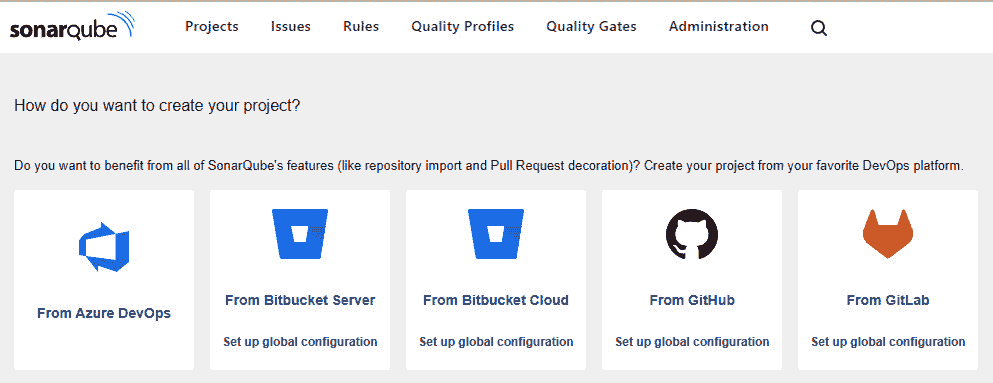 sonarqube Projects Issues Rules Quality Profiles Quality Gates Administration
How do you want to create your project?
Do you want to benefit from all of SonarQube's features (like repository import and Pull Request decoration)? Create your project from your favorite DevOps platform.
From Azure DevOps
From Bitbucket Server
Set up global configuration
From Bitbucket Cloud
Set up global configuration
From GitHub
Set up global configuration
From GitLab
Set up global configuration